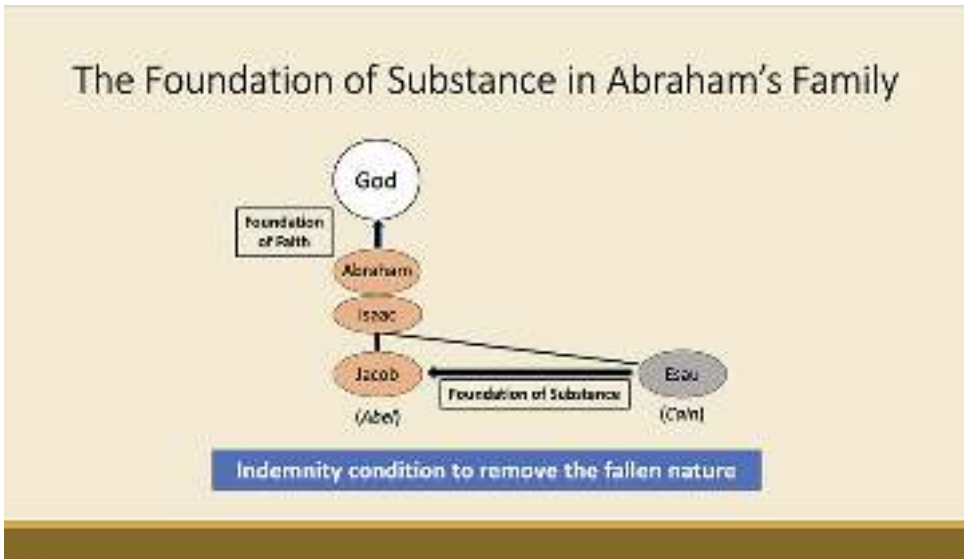 The Foundation of Substance in Abraham's Family
God
Foundation
of Faith
Abraham
Isaac
Jacob
Esau
Foundation of Substance
(Abel)
(Cain)
Indemnity condition to remove the fallen nature